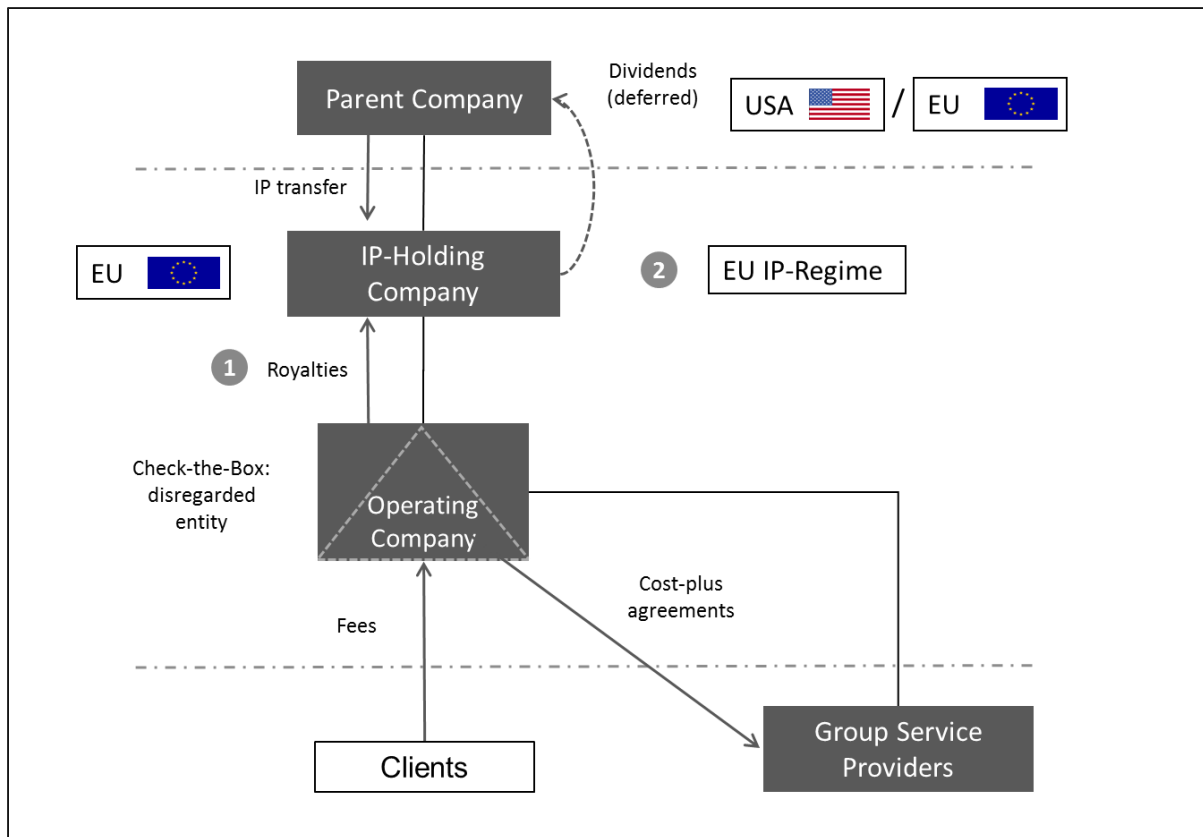 Parent Company
Dividends
(deferred)
USA
/
EU
IP transfer
EU
IP-Holding
Company
2
EU IP-Regime
1
Royalties
Check-the-Box:
disregarded
entity
Operating
Company
Cost-plus
agreements
Fees
Clients
Group Service
Providers